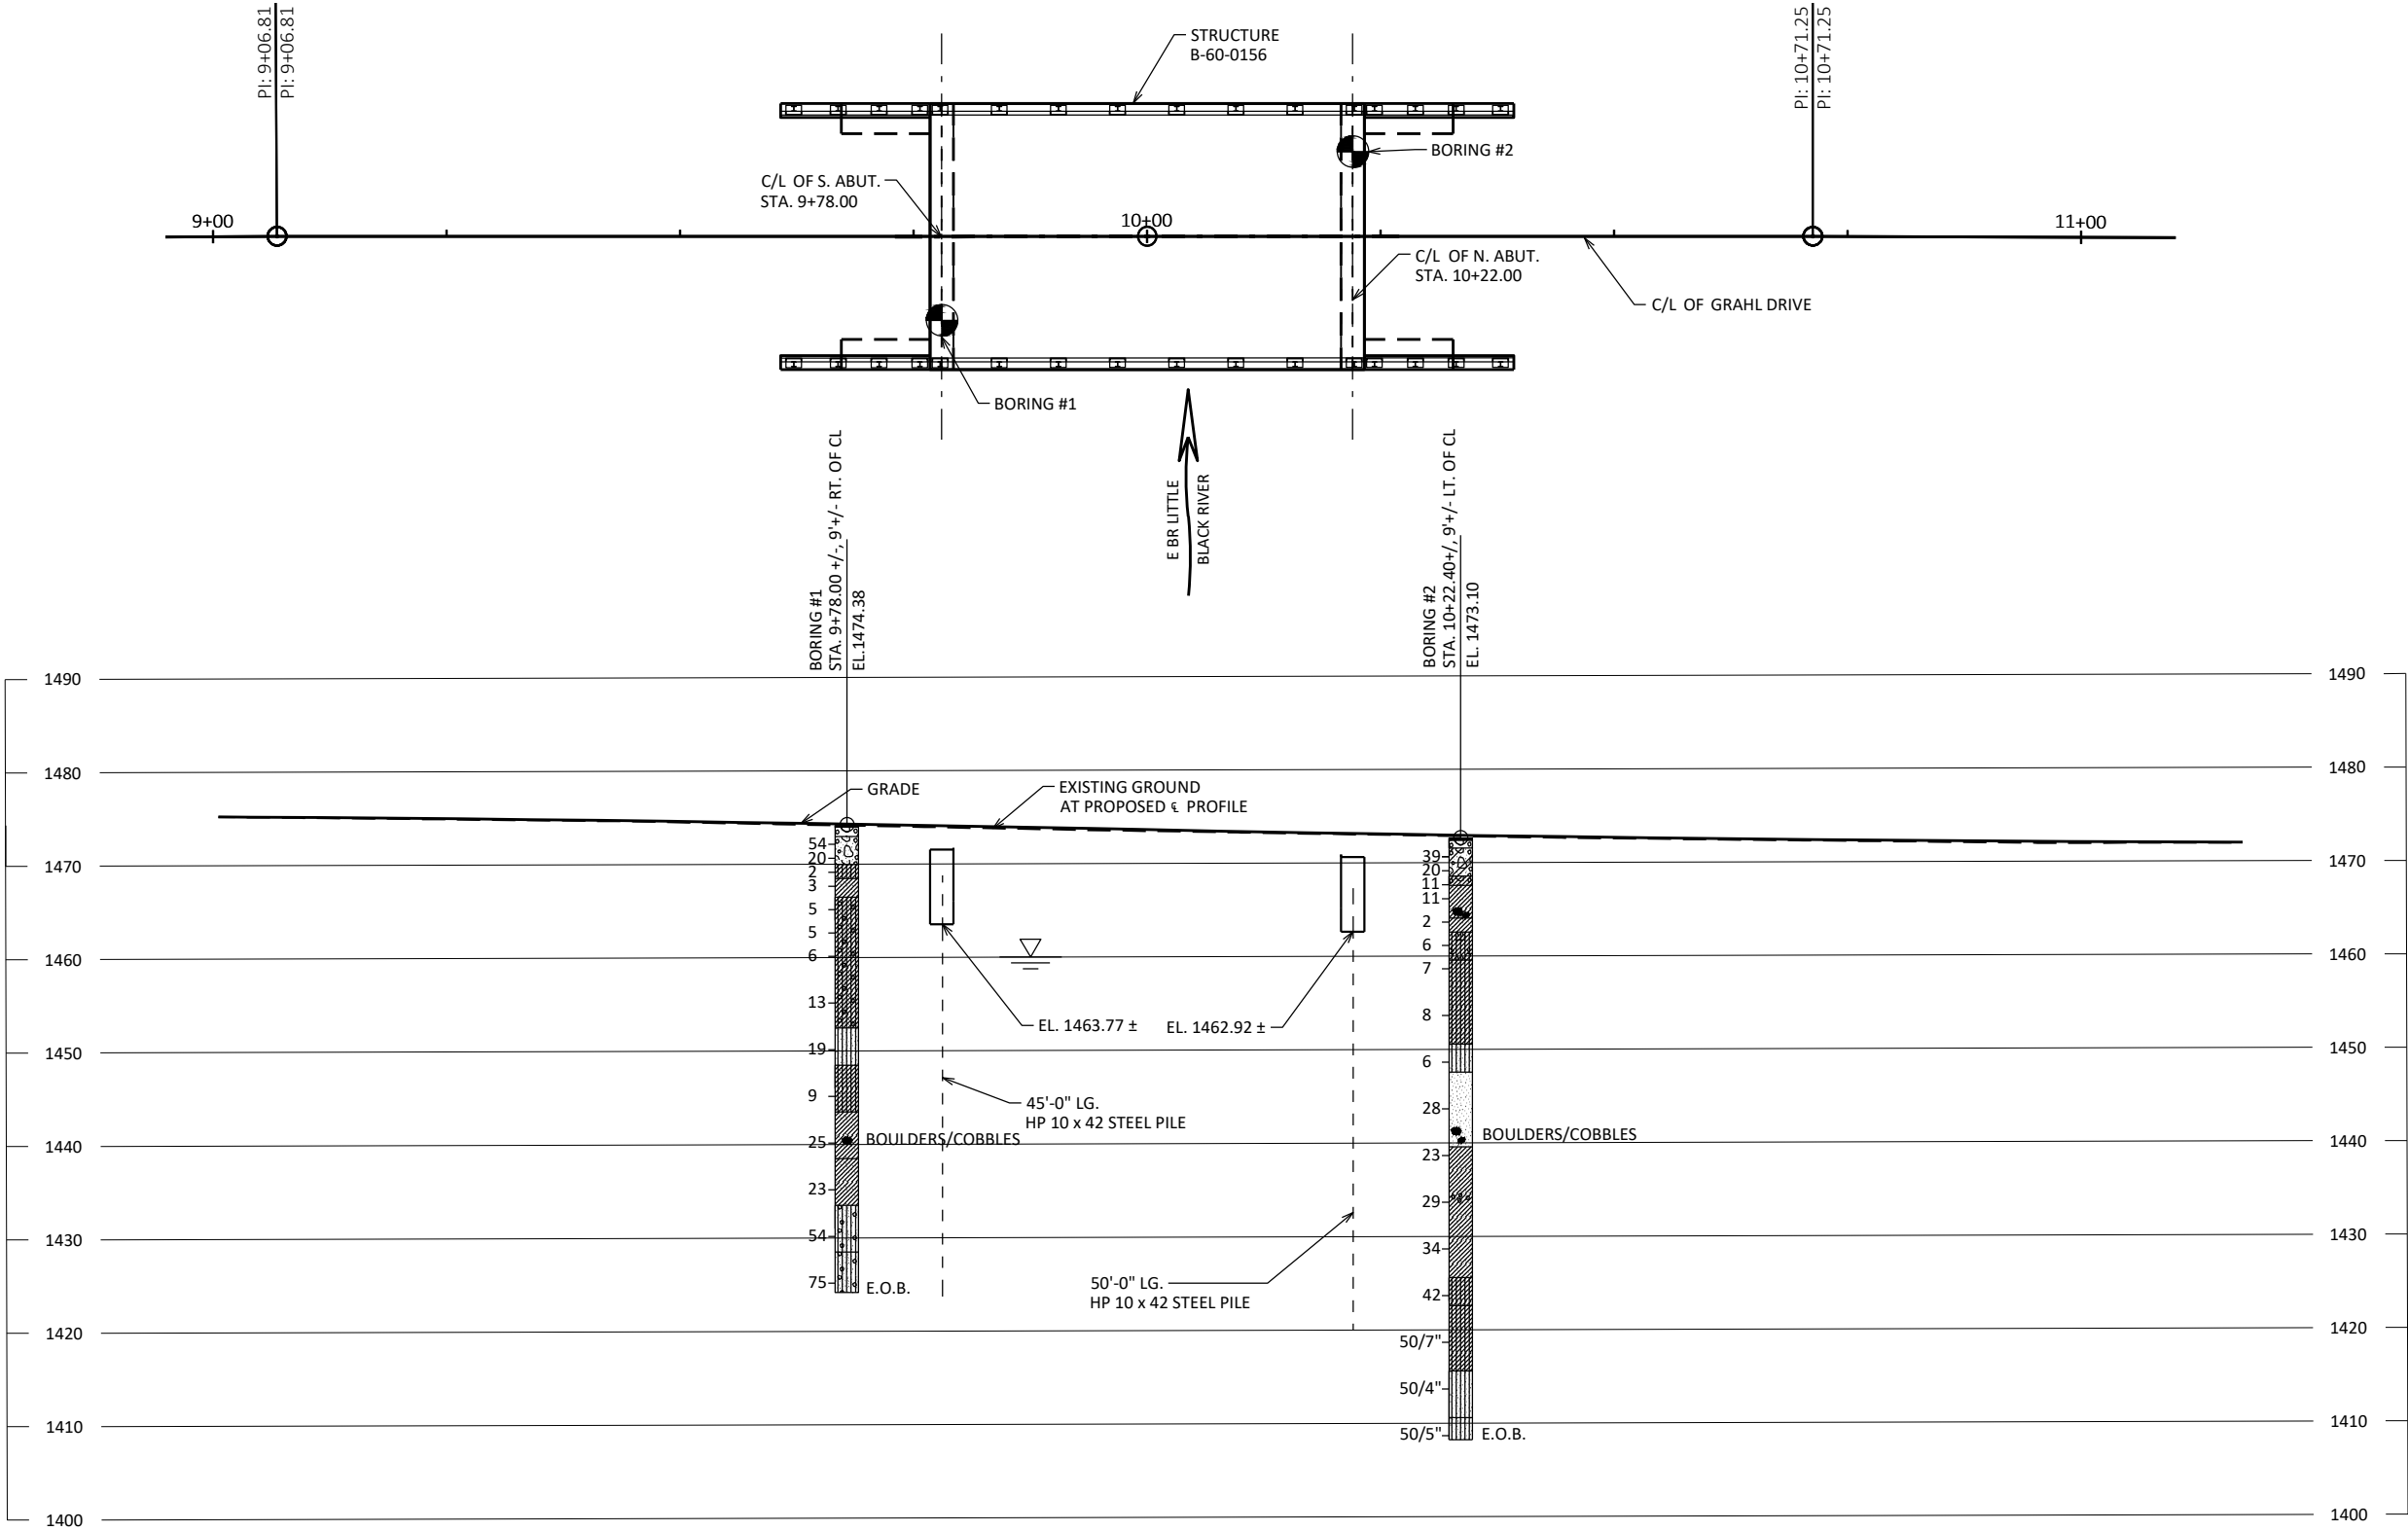 PI: 9+06.81
PI: 9+06.81
STRUCTURE
B-60-0156
PI: 10+71.25
PI: 10+71.25
BORING #2
C/L OF S. ABUT.
STA. 9+78.00
9+00
10+00
11+00
C/L OF N. ABUT.
STA. 10+22.00
C/L OF GRAHL DRIVE
BORING #1
E BR LITTLE
BLACK RIVER
BORING #1
STA. 9+78.00 +/-, 9'+/- RT. OF CL
EL.1474.38
BORING #2
STA. 10+22.40+/, 9'+/- LT. OF CL
EL. 1473.10
1490
1490
1480
1480
GRADE
EXISTING GROUND
AT PROPOSED ℄ PROFILE
54
20
2
3
5
5
6
13
19
9
25
23
54
75
39
20
11
11
2
6
7
8
6
28
23
29
34
42
50/7"
50/4"
50/5"
1470
1470
1460
1460
EL. 1463.77 ±
EL. 1462.92 ±
1450
1450
45'-0" LG.
HP 10 x 42 STEEL PILE
BOULDERS/COBBLES
BOULDERS/COBBLES
1440
1440
1430
1430
50'-0" LG.
HP 10 x 42 STEEL PILE
E.O.B.
1420
1420
1410
1410
E.O.B.
1400
1400